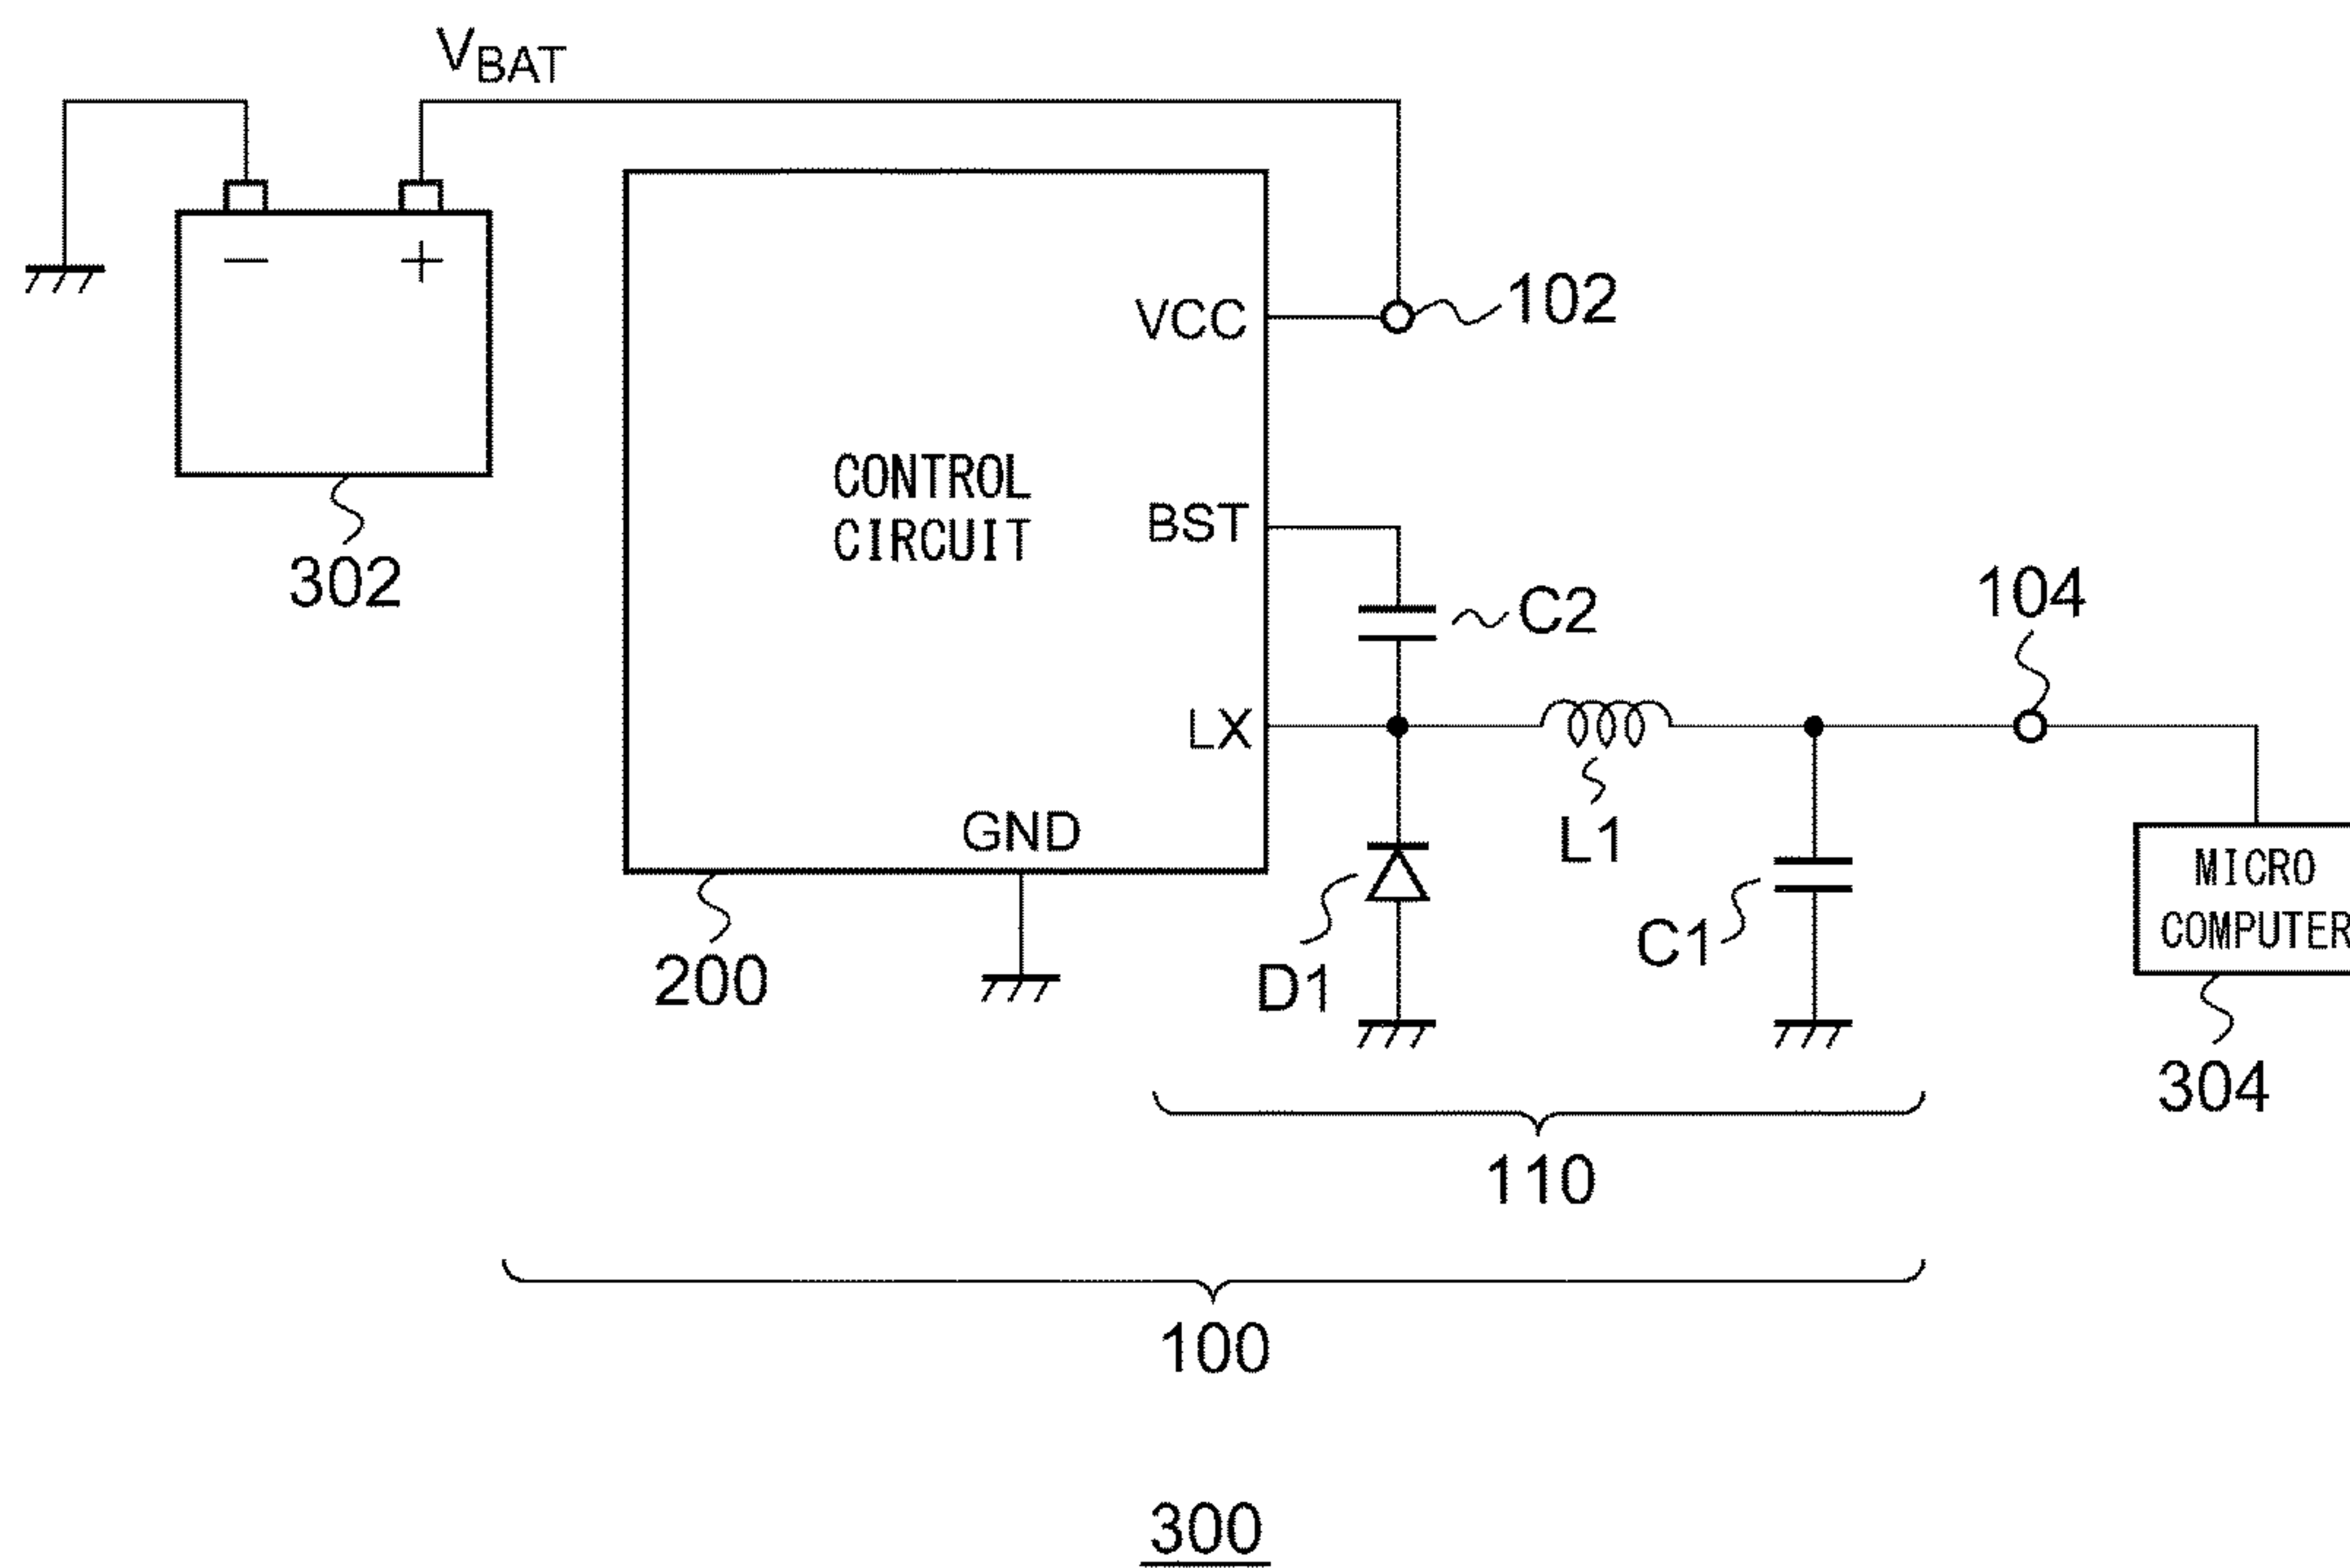 VBAT
− +
302
CONTROL
CIRCUIT
VCC
102
BST
C2
104
LX
L1
GND
200
D1
C1
MICRO
COMPUTER
304
110
100
300